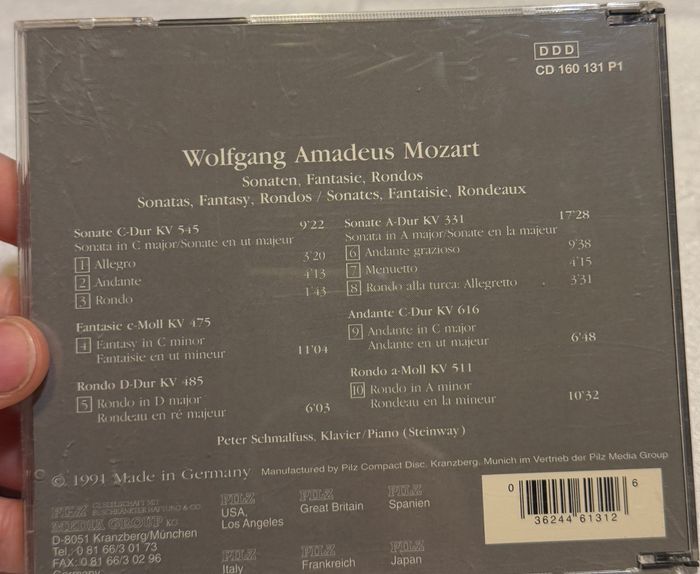 DDD
CD 160 131 P1
Wolfgang Amadeus Mozart
Sonaten, Fantasie, Rondos
Sonatas, Fantasy, Rondos / Sonates, Fantaisie, Rondeaux
Sonate C-Dur KV 545 9'22
Sonata in C major/Sonate en ut majeur
1 Allegro 3'20
2 Andante 4'13
3 Rondo 1'43
Fantasie c-Moll KV 475
4 Fantasy in C minor
Fantaisie en ut mineur 11'04
Rondo D-Dur KV 485
5 Rondo in D major
Rondeau en ré majeur 6'03
Sonate A-Dur KV 331 17'28
Sonata in A major/Sonate en la majeur
6 Andante grazioso 9'38
7 Menuetto 4'15
8 Rondo alla turca: Allegretto 3'31
Andante C-Dur KV 616
9 Andante in C major
Andante en ut majeur 6'48
Rondo a-Moll KV 511
10 Rondo in A minor
Rondeau en la mineur 10'32
Peter Schmalfuss, Klavier/Piano (Steinway)
© 1991 Made in Germany Manufactured by Pilz Compact Disc, Kranzberg, Munich im Vertrieb der Pilz Media Group
PILZ GESELLSCHAFT MIT
BESCHRÄNKTER HAFTUNG & CO.
MEDIA GROUP KG
D-8051 Kranzberg/München
Tel.: 0 81 66/3 01 73
FAX: 0 81 66/3 02 96
Germany
PILZ
USA,
Los Angeles
PILZ
Italy
PILZ
Great Britain
PILZ
Frankreich
PILZ
Spanien
PILZ
Japan
0 36244 61312 6